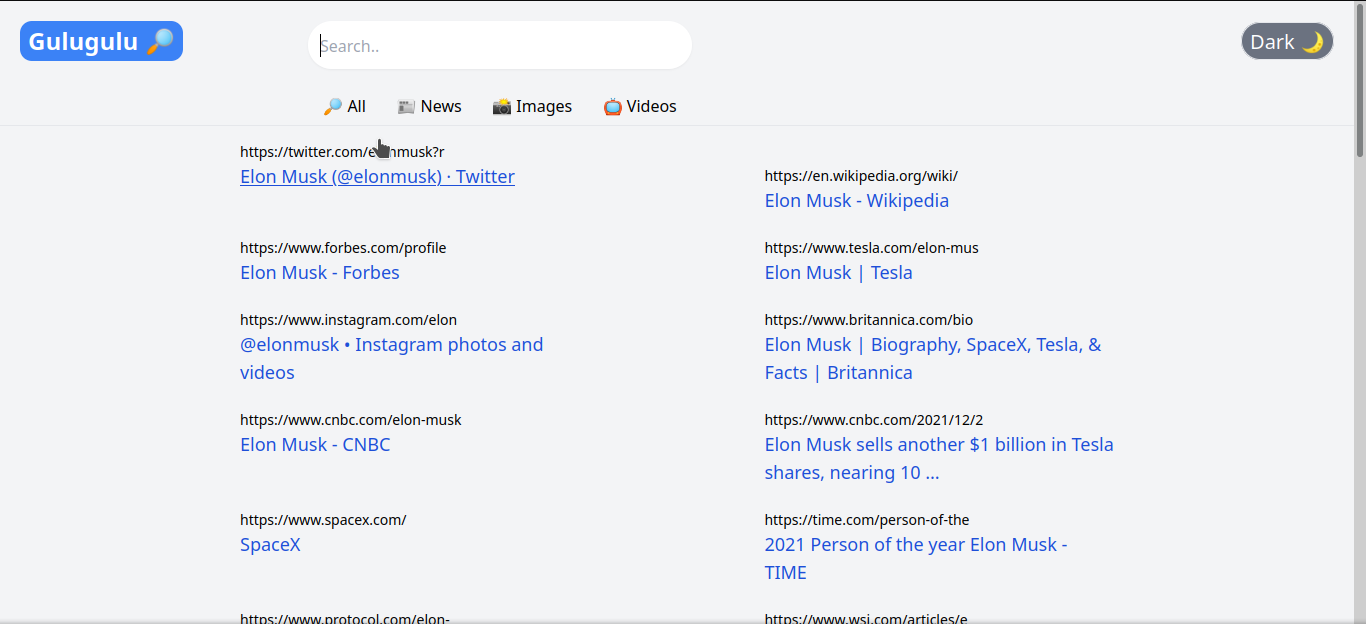 Gulugulu 🔎
Search..
Dark 🌙
🔎 All
📰 News
📸 Images
📺 Videos
https://twitter.com/elonmusk?r
Elon Musk (@elonmusk) · Twitter
https://en.wikipedia.org/wiki/
Elon Musk - Wikipedia
https://www.forbes.com/profile
Elon Musk - Forbes
https://www.tesla.com/elon-mus
Elon Musk | Tesla
https://www.instagram.com/elon
@elonmusk • Instagram photos and
videos
https://www.britannica.com/bio
Elon Musk | Biography, SpaceX, Tesla, &
Facts | Britannica
https://www.cnbc.com/elon-musk
Elon Musk - CNBC
https://www.cnbc.com/2021/12/2
Elon Musk sells another $1 billion in Tesla
shares, nearing 10 ...
https://www.spacex.com/
SpaceX
https://time.com/person-of-the
2021 Person of the year Elon Musk -
TIME
https://www.protocol.com/elon-
https://www.wsj.com/articles/e